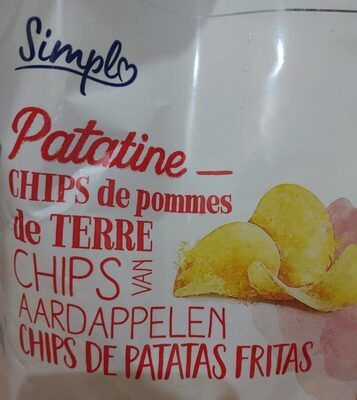 Simpl
Patatine
CHIPS de pommes
de TERRE
CHIPS VAN
AARDAPPELEN
CHIPS DE PATATAS FRITAS